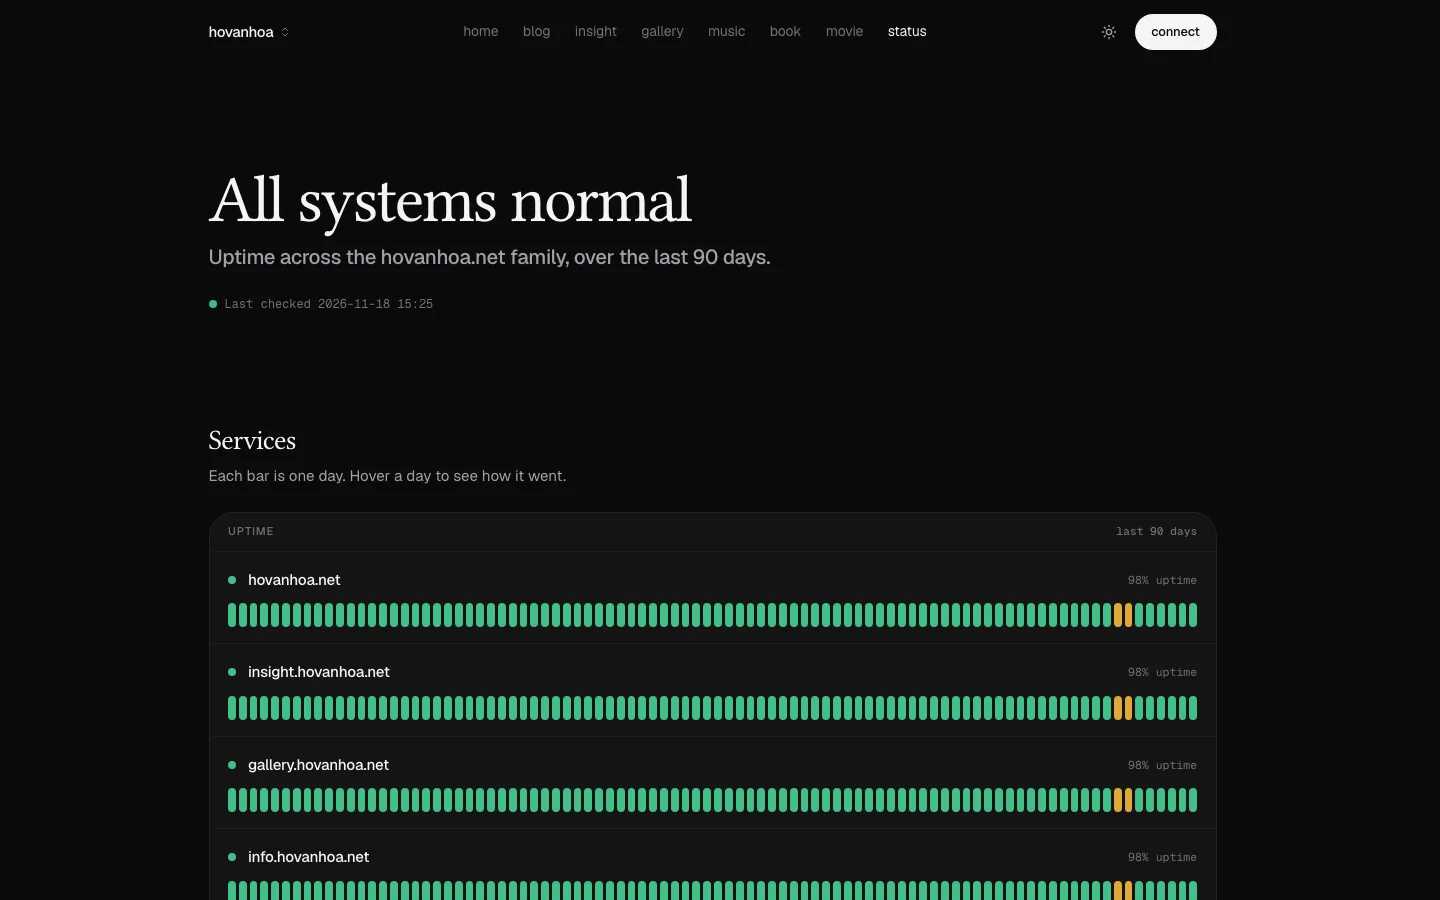 hovanhoa
home blog insight gallery music book movie status
connect
All systems normal
Uptime across the hovanhoa.net family, over the last 90 days.
Last checked 2026-11-18 15:25
Services
Each bar is one day. Hover a day to see how it went.
UPTIME last 90 days
hovanhoa.net 98% uptime
insight.hovanhoa.net 98% uptime
gallery.hovanhoa.net 98% uptime
info.hovanhoa.net 98% uptime